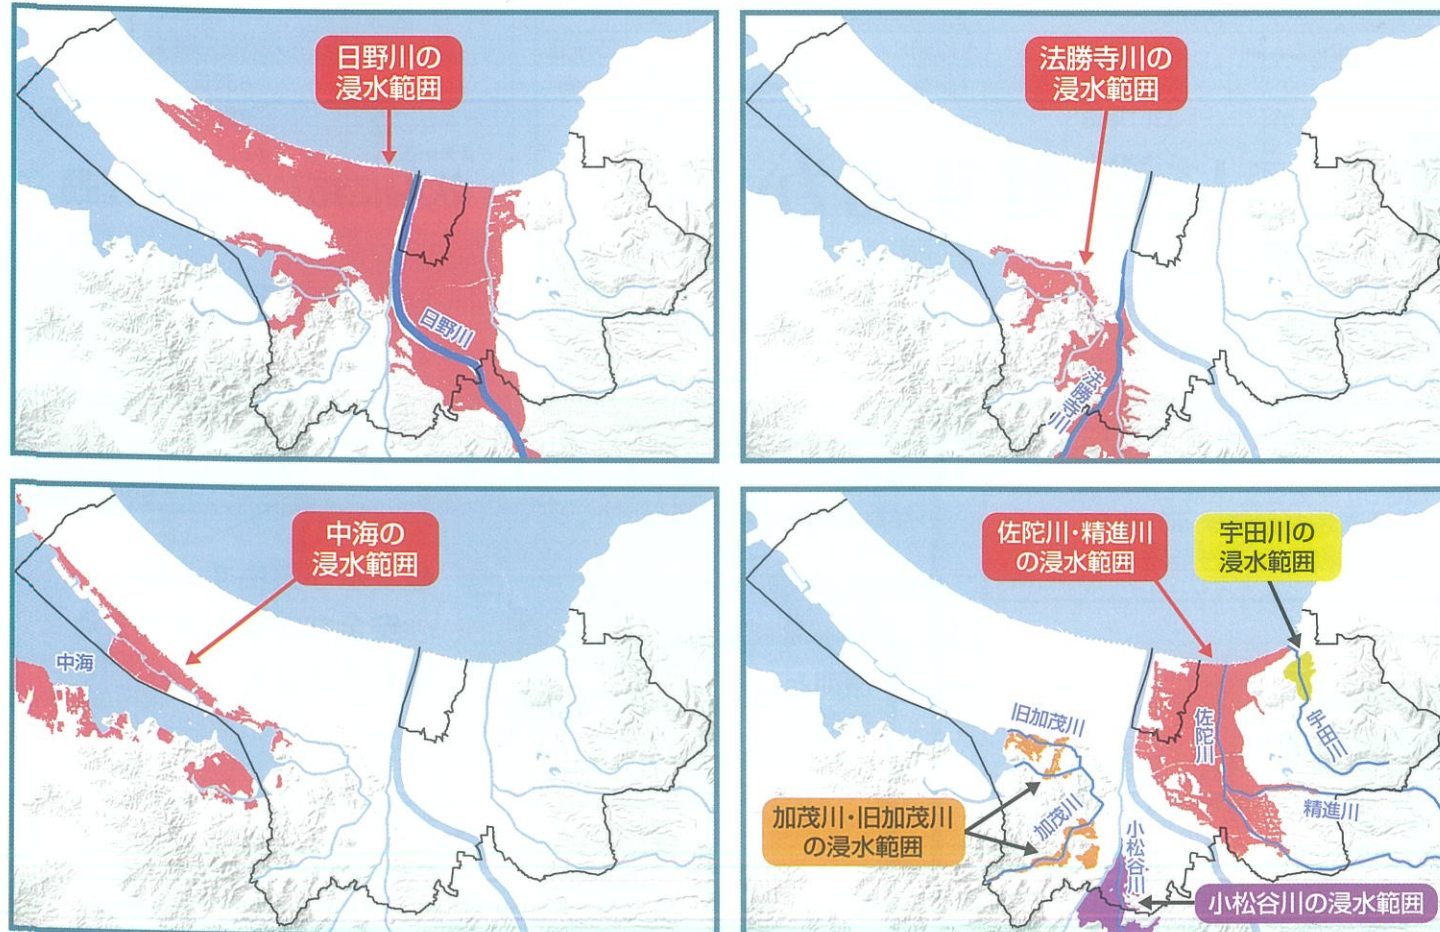 日野川の
浸水範囲
日野川
法勝寺川の
浸水範囲
法勝寺川
中海の
浸水範囲
中海
佐陀川・精進川
の浸水範囲
宇田川の
浸水範囲
旧加茂川
佐陀川
宇田川
加茂川・旧加茂川
の浸水範囲
加茂川
小松谷川
精進川
小松谷川の浸水範囲